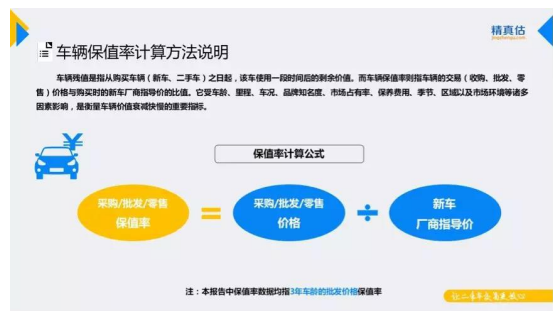 精真估
jingzhengu.com
车辆保值率计算方法说明
车辆残值是指从购买车辆（新车、二手车）之日起，该车使用一段时间后的剩余价值。而车辆保值率则指车辆的交易（收购、批发、零
售）价格与购买时的新车厂商指导价的比值。它受车龄、里程、车况、品牌知名度、市场占有率、保养费用、季节、区域以及市场环境等诸多
因素影响，是衡量车辆价值衰减快慢的重要指标。
保值率计算公式
采购/批发/零售
保值率
=
采购/批发/零售
价格
÷
新车
厂商指导价
注：本报告中保值率数据均指3年车龄的批发价格保值率
让二手车交易更放心